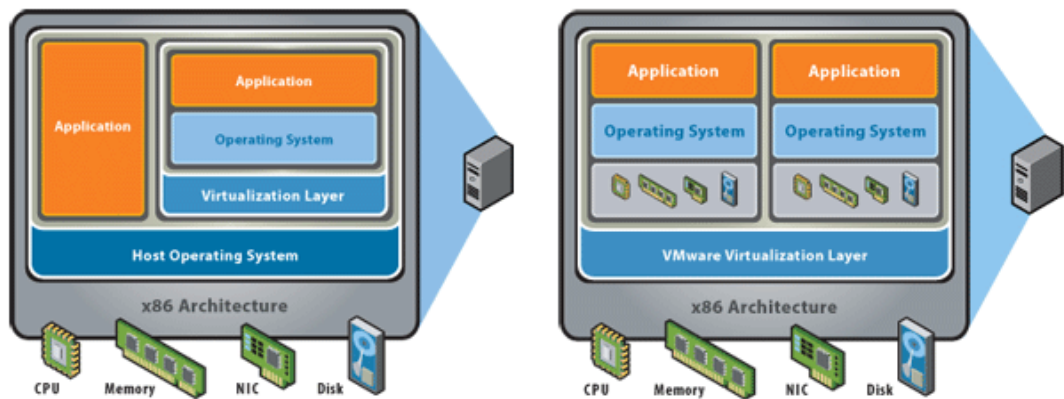 Application
Application
Operating System
Virtualization Layer
Host Operating System
x86 Architecture
CPU
Memory
NIC
Disk
Application
Application
Operating System
Operating System
VMware Virtualization Layer
x86 Architecture
CPU
Memory
NIC
Disk